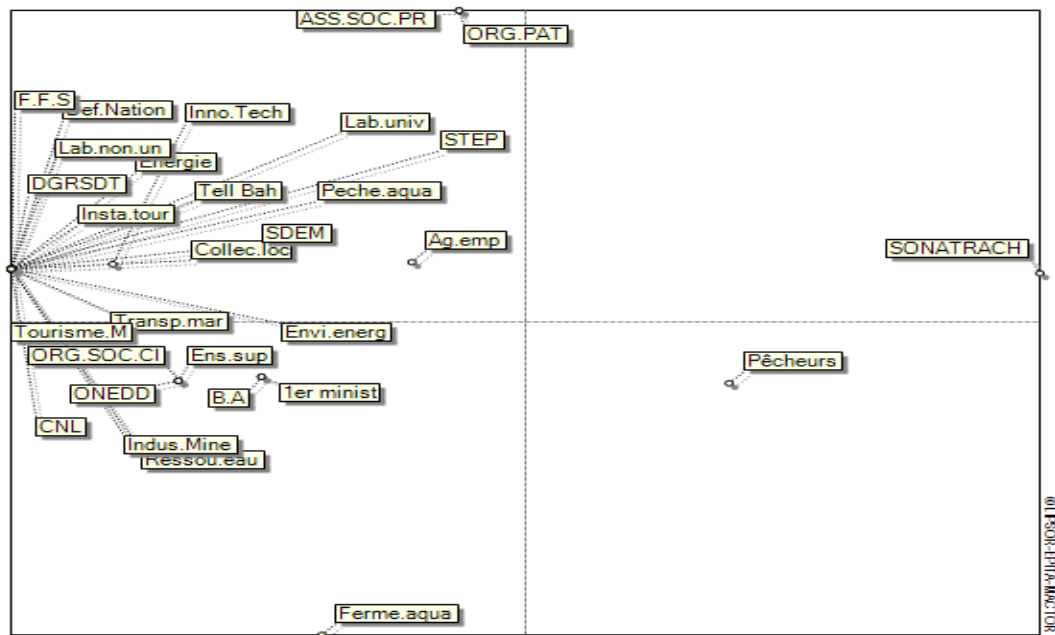 ASS.SOC.PR
ORG.PAT
F.F.S
Def.Nation
Inno.Tech
Lab.univ
STEP
Lab.non.un
Energie
DGRSDT
Tell Bah
Peche.aqua
Insta.tour
SDEM
Ag.emp
Collec.loc
SONATRACH
Transp.mar
Tourisme.M
Envi.energ
ORG.SOC.CI
Ens.sup
Pêcheurs
ONEDD
B.A
1er minist
CNL
Indus.Mine
Ressou.eau
Ferme.aqua
@LIPSOR-EPITA-MACTOR